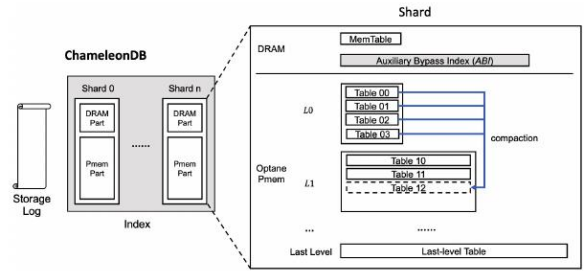 Shard
ChameleonDB
DRAM
MemTable
Auxiliary Bypass Index (ABI)
Shard 0
Shard n
DRAM
Part
DRAM
Part
......
Pmem
Part
Pmem
Part
Storage
Log
Index
L0
Table 00
Table 01
Table 02
Table 03
compaction
Optane
Pmem
L1
Table 10
Table 11
Table 12
...
......
Last Level
Last-level Table